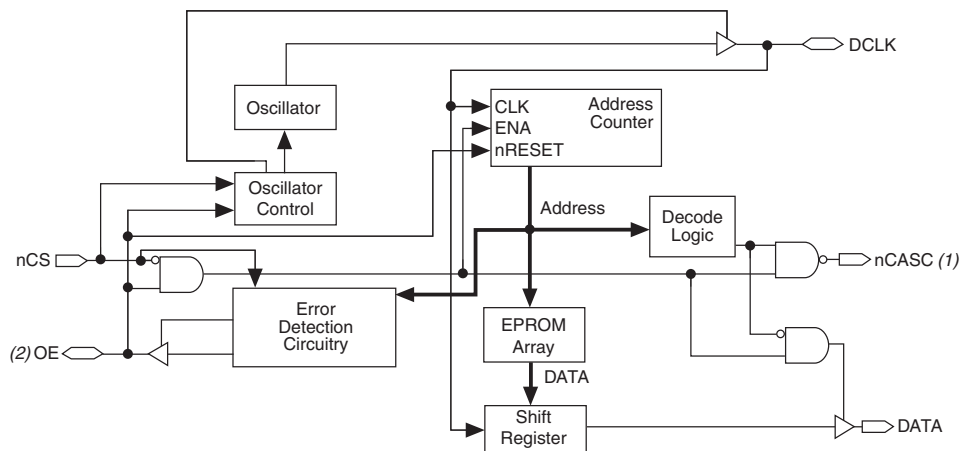 DCLK
Oscillator
CLK
Address
Counter
ENA
nRESET
Oscillator
Control
Address
Decode
Logic
nCS
nCASC (1)
Error
Detection
Circuitry
EPROM
Array
(2) OE
DATA
Shift
Register
DATA